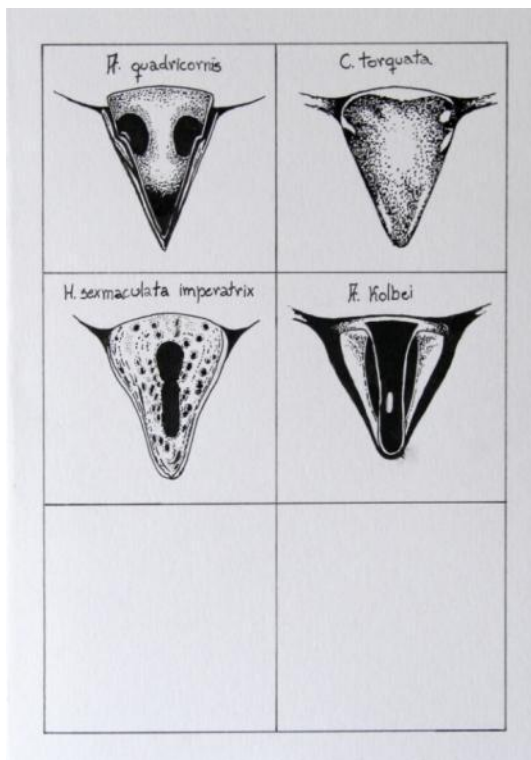 A. quadricornis
C. torquata
H. sexmaculata imperatrix
A. Kolbei